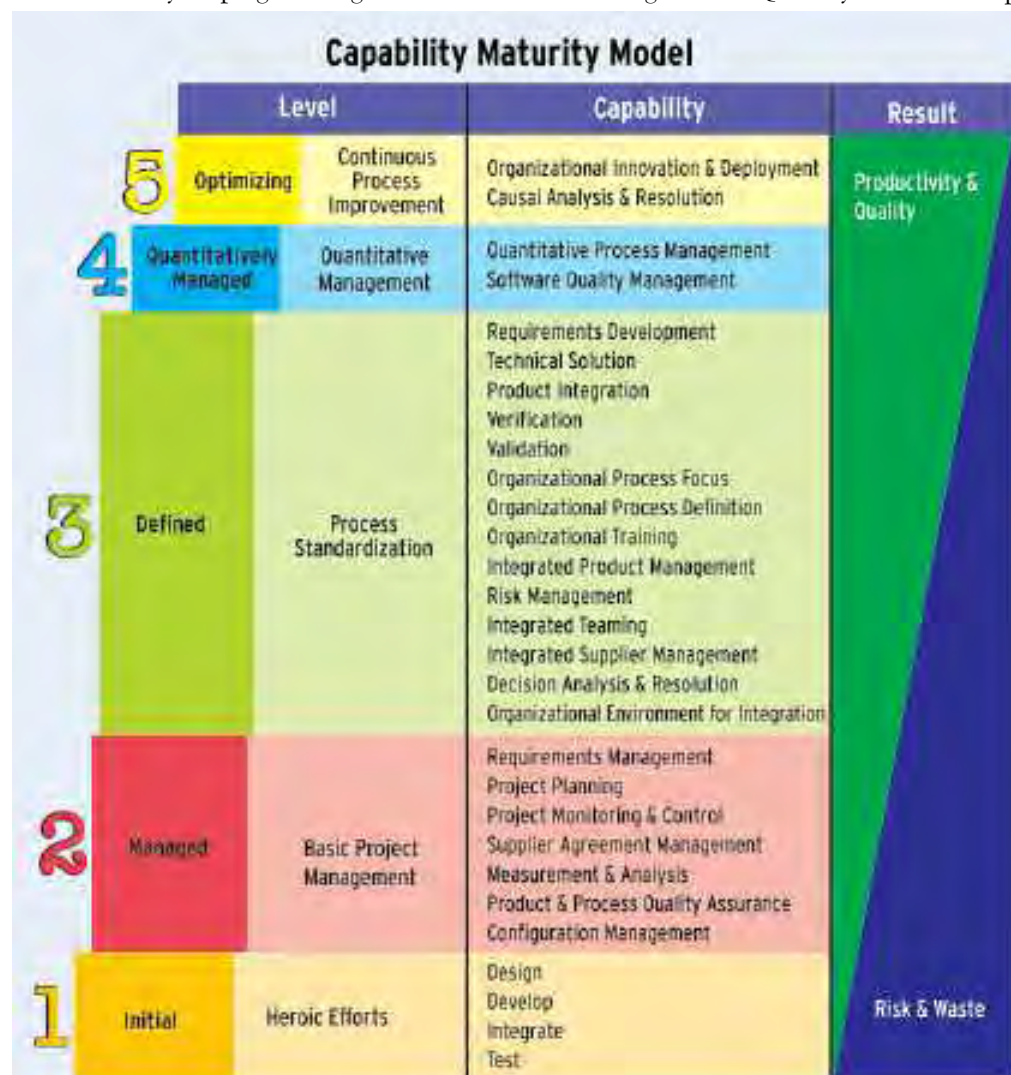 Capability Maturity Model
Level
Capability
Result
5
Optimizing
Continuous
Process
Improvement
Organizational Innovation & Deployment
Causal Analysis & Resolution
Productivity &
Quality
4
Quantitatively
Managed
Quantitative
Management
Quantitative Process Management
Software Quality Management
3
Defined
Process
Standardization
Requirements Development
Technical Solution
Product Integration
Verification
Validation
Organizational Process Focus
Organizational Process Definition
Organizational Training
Integrated Product Management
Risk Management
Integrated Teaming
Integrated Supplier Management
Decision Analysis & Resolution
Organizational Environment for Integration
2
Managed
Basic Project
Management
Requirements Management
Project Planning
Project Monitoring & Control
Supplier Agreement Management
Measurement & Analysis
Product & Process Quality Assurance
Configuration Management
1
Initial
Heroic Efforts
Design
Develop
Integrate
Test
Risk & Waste